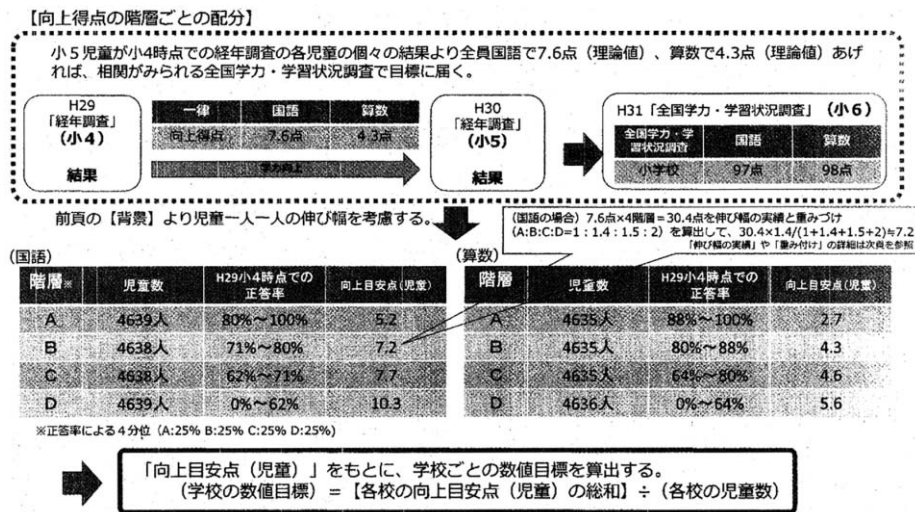 【向上得点の階層ごとの配分】
小5児童が小4時点での経年調査の各児童の個々の結果より全員国語で7.6点（理論値）、算数で4.3点（理論値）あげ
れば、相関がみられる全国学力・学習状況調査で目標に届く。
H29
「経年調査」
（小4）
結果
一律 国語 算数
向上得点 7.6点 4.3点
学力向上
H30
「経年調査」
（小5）
結果
H31「全国学力・学習状況調査」（小6）
全国学力・学習状況調査 国語 算数
小学校 97点 98点
前頁の【背景】より児童一人一人の伸び幅を考慮する。
（国語の場合）7.6点×4階層＝30.4点を伸び幅の実績と重みづけ
（A:B:C:D=1：1.4：1.5：2）を算出して、30.4×1.4/(1+1.4+1.5+2)≒7.2
「伸び幅の実績」や「重み付け」の詳細は次頁を参照
（国語）
階層※ 児童数 H29小4時点での正答率 向上目安点(児童)
A 4639人 80%～100% 5.2
B 4638人 71%～80% 7.2
C 4638人 62%～71% 7.7
D 4639人 0%～62% 10.3
（算数）
階層 児童数 H29小4時点での正答率 向上目安点(児童)
A 4635人 88%～100% 2.7
B 4635人 80%～88% 4.3
C 4635人 64%～80% 4.6
D 4636人 0%～64% 5.6
※正答率による4分位（A:25% B:25% C:25% D:25%）
「向上目安点（児童）」をもとに、学校ごとの数値目標を算出する。
（学校の数値目標）＝【各校の向上目安点（児童）の総和】÷（各校の児童数）